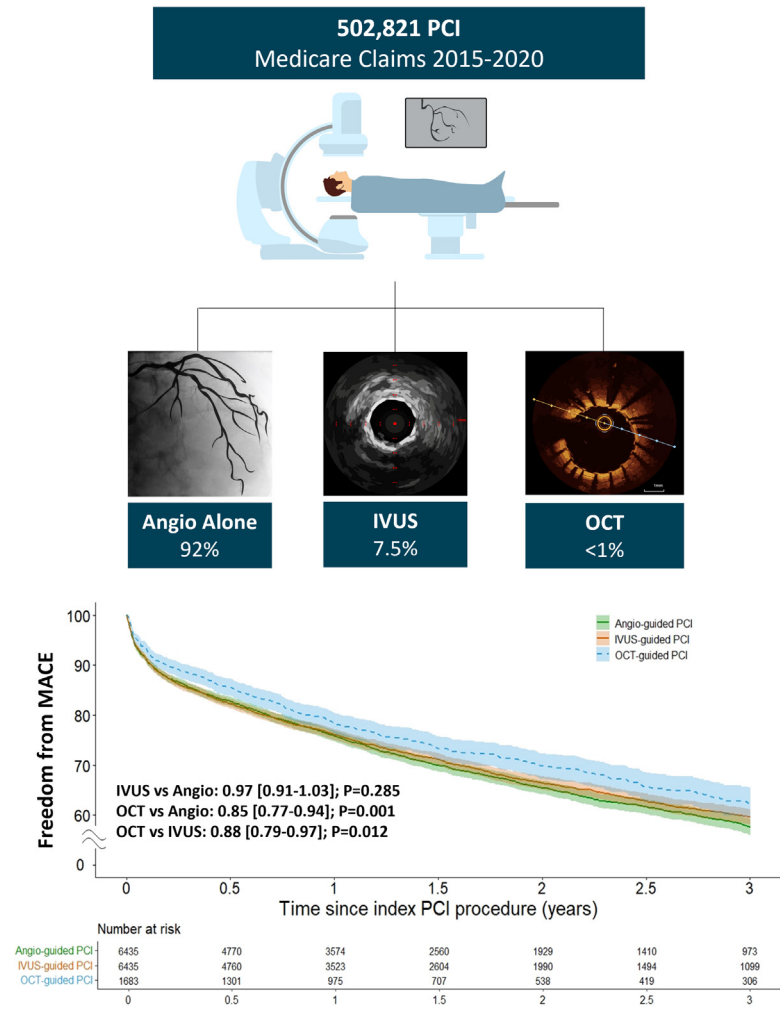 502,821 PCI
Medicare Claims 2015-2020
Angio Alone
92%
IVUS
7.5%
OCT
<1%
Freedom from MACE
100
90
80
70
60
0
Angio-guided PCI
IVUS-guided PCI
OCT-guided PCI
IVUS vs Angio: 0.97 [0.91-1.03]; P=0.285
OCT vs Angio: 0.85 [0.77-0.94]; P=0.001
OCT vs IVUS: 0.88 [0.79-0.97]; P=0.012
0 0.5 1 1.5 2 2.5 3
Time since index PCI procedure (years)
Number at risk
Angio-guided PCI 6435 4770 3574 2560 1929 1410 973
IVUS-guided PCI 6435 4760 3523 2604 1990 1494 1099
OCT-guided PCI 1683 1301 975 707 538 419 306
0 0.5 1 1.5 2 2.5 3